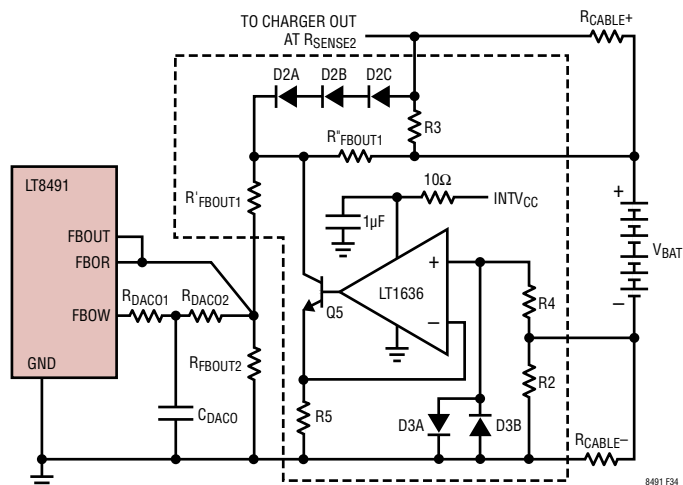 TO CHARGER OUT
AT RSENSE2
RCABLE+
D2A
D2B
D2C
R3
R"FBOUT1
R'FBOUT1
10Ω
INTVCC
1µF
LT8491
FBOUT
FBOR
FBOW
GND
RDACO1
RDACO2
RFBOUT2
CDACO
+
LT1636
–
Q5
R4
R2
R5
D3A
D3B
+
VBAT
–
RCABLE–
8491 F34